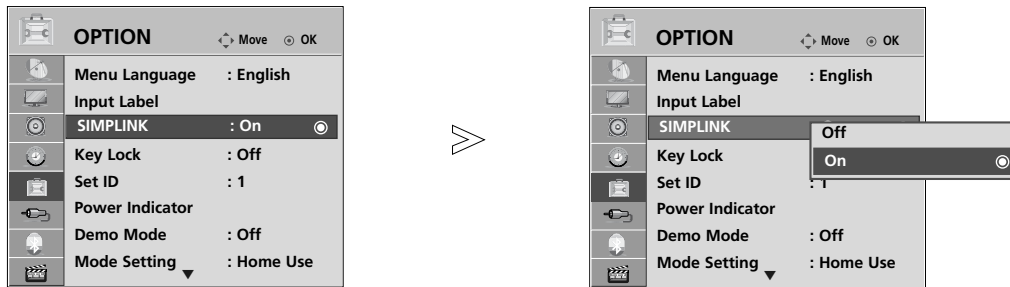 OPTION Move OK
Menu Language : English
Input Label
SIMPLINK : On
Key Lock : Off
Set ID : 1
Power Indicator
Demo Mode : Off
Mode Setting : Home Use
OPTION Move OK
Menu Language : English
Input Label
SIMPLINK
Off
On
Key Lock
Set ID : 1
Power Indicator
Demo Mode : Off
Mode Setting : Home Use